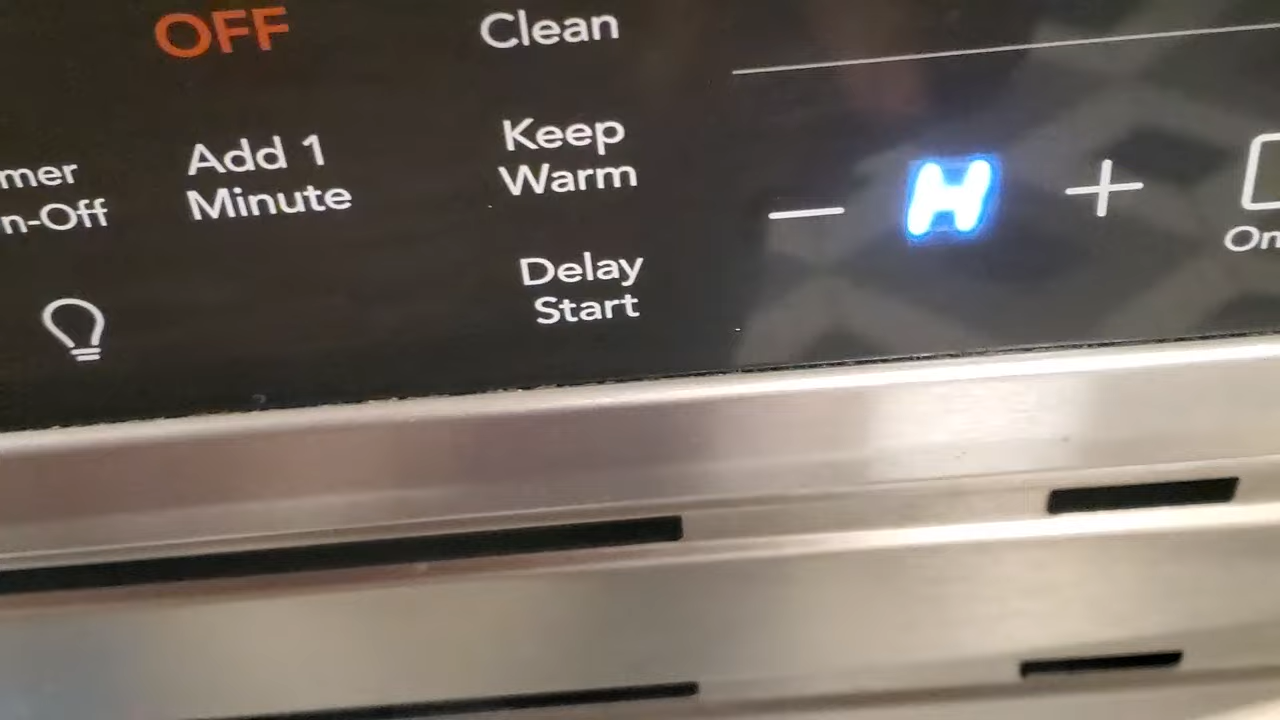 OFF
Clean
mer
n-Off
Add 1
Minute
Keep
Warm
Delay
Start
— H +
On